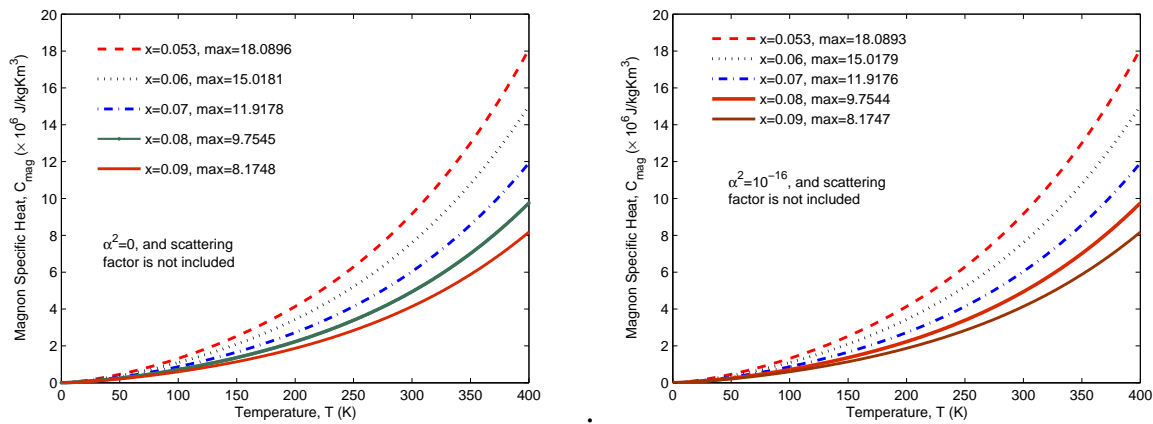 Magnon Specific Heat, C_mag (× 10^6 J/kgKm^3)
20
18
16
14
12
10
8
6
4
2
0
x=0.053, max=18.0896
x=0.06, max=15.0181
x=0.07, max=11.9178
x=0.08, max=9.7545
x=0.09, max=8.1748
α^2=0, and scattering
factor is not included
0 50 100 150 200 250 300 350 400
Temperature, T (K)
.
Magnon Specific Heat, C_mag (× 10^6 J/kgKm^3)
20
18
16
14
12
10
8
6
4
2
0
x=0.053, max=18.0893
x=0.06, max=15.0179
x=0.07, max=11.9176
x=0.08, max=9.7544
x=0.09, max=8.1747
α^2=10^−16, and scattering
factor is not included
0 50 100 150 200 250 300 350 400
Temperature, T (K)